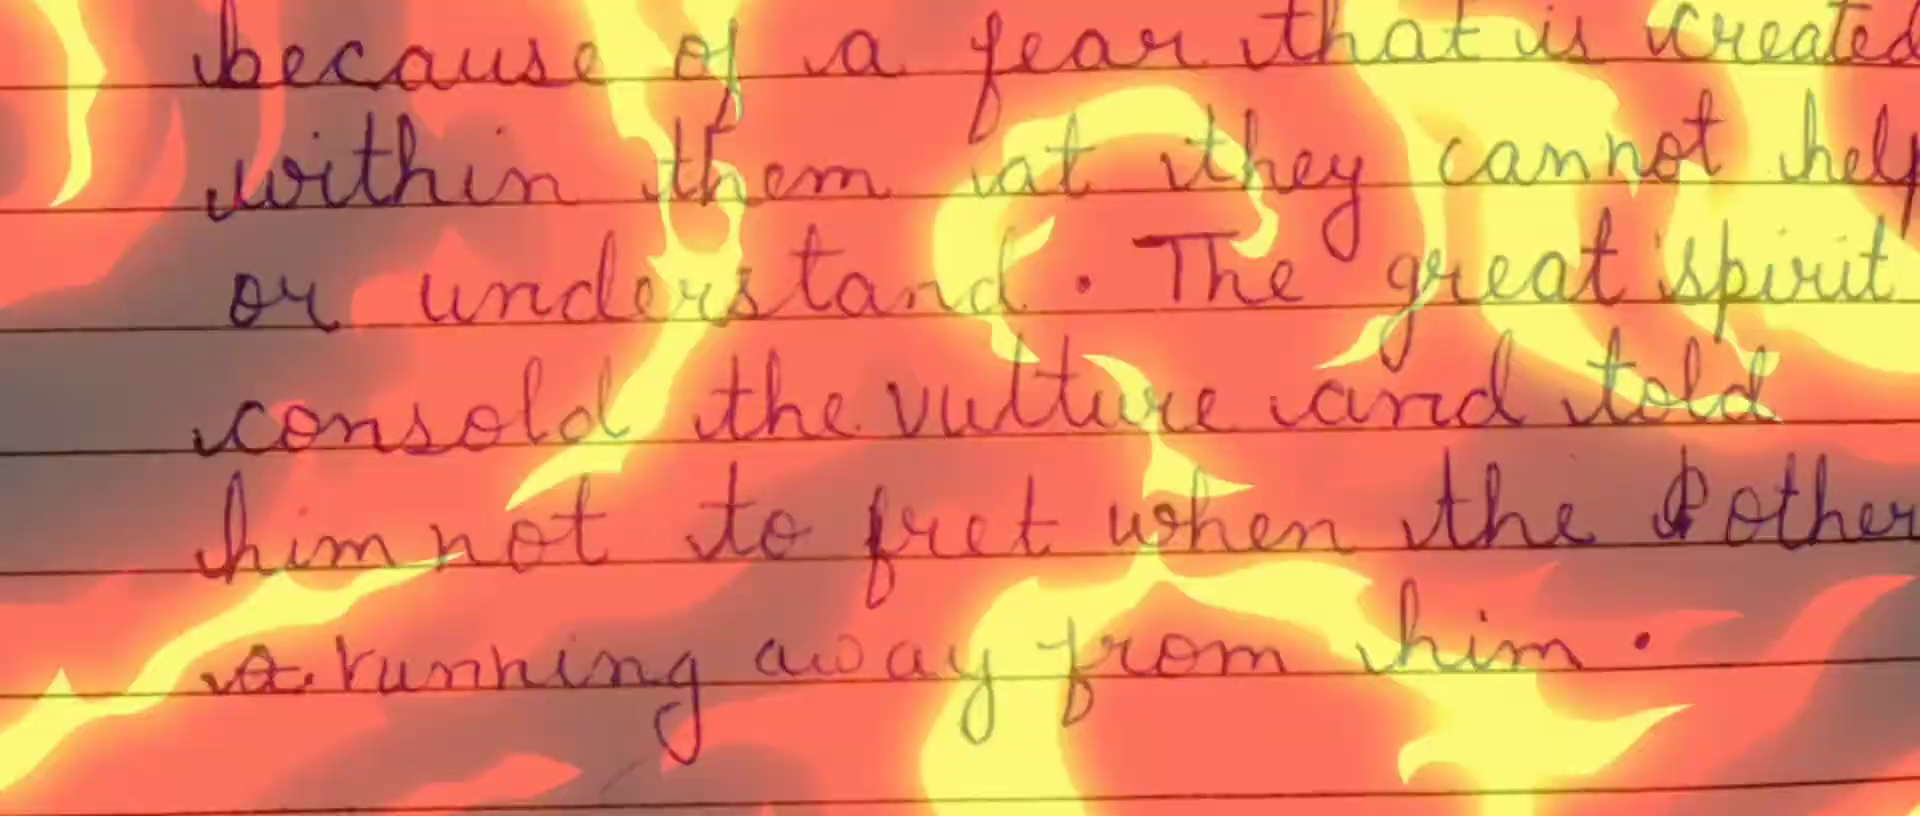 because of a fear that is created
within them at they cannot help
or understand. The great spirit
consold the vulture and told
him not to fret when the other
running away from him.